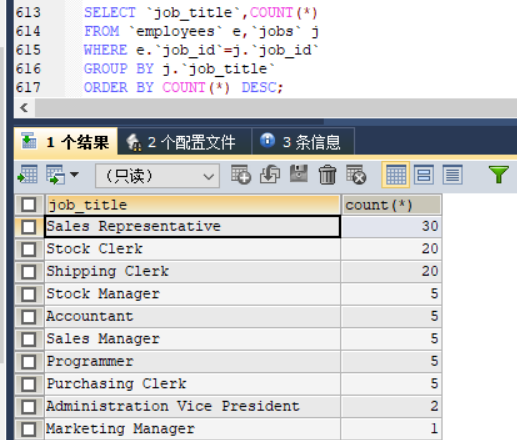 613 SELECT `job_title`,COUNT(*)
614 FROM `employees` e,`jobs` j
615 WHERE e.`job_id`=j.`job_id`
616 GROUP BY j.`job_title`
617 ORDER BY COUNT(*) DESC;
1 个结果 2 个配置文件 3 条信息
(只读)
job_title count(*)
Sales Representative 30
Stock Clerk 20
Shipping Clerk 20
Stock Manager 5
Accountant 5
Sales Manager 5
Programmer 5
Purchasing Clerk 5
Administration Vice President 2
Marketing Manager 1